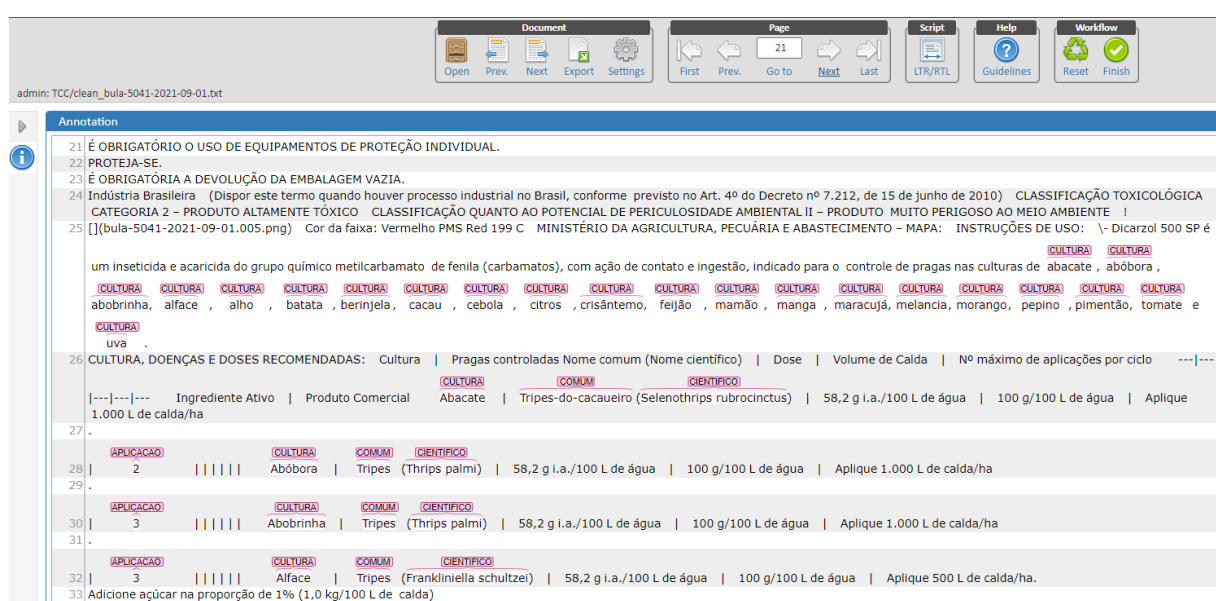 Document Page Script Help Workflow
21
Open Prev. Next Export Settings First Prev. Go to Next Last LTR/RTL Guidelines Reset Finish
admin: TCC/clean_bula-5041-2021-09-01.txt
Annotation
21 É OBRIGATÓRIO O USO DE EQUIPAMENTOS DE PROTEÇÃO INDIVIDUAL.
22 PROTEJA-SE.
23 É OBRIGATÓRIA A DEVOLUÇÃO DA EMBALAGEM VAZIA.
24 Indústria Brasileira (Dispor este termo quando houver processo industrial no Brasil, conforme previsto no Art. 4º do Decreto nº 7.212, de 15 de junho de 2010) CLASSIFICAÇÃO TOXICOLÓGICA
CATEGORIA 2 – PRODUTO ALTAMENTE TÓXICO CLASSIFICAÇÃO QUANTO AO POTENCIAL DE PERICULOSIDADE AMBIENTAL II – PRODUTO MUITO PERIGOSO AO MEIO AMBIENTE !
25 [](bula-5041-2021-09-01.005.png) Cor da faixa: Vermelho PMS Red 199 C MINISTÉRIO DA AGRICULTURA, PECUÁRIA E ABASTECIMENTO – MAPA: INSTRUÇÕES DE USO: \- Dicarzol 500 SP é
CULTURA CULTURA
um inseticida e acaricida do grupo químico metilcarbamato de fenila (carbamatos), com ação de contato e ingestão, indicado para o controle de pragas nas culturas de abacate , abóbora ,
CULTURA CULTURA CULTURA CULTURA CULTURA CULTURA CULTURA CULTURA CULTURA CULTURA CULTURA CULTURA CULTURA CULTURA CULTURA CULTURA CULTURA CULTURA
abobrinha, alface , alho , batata , berinjela , cacau , cebola , citros , crisântemo, feijão , mamão , manga , maracujá, melancia, morango, pepino , pimentão, tomate e
CULTURA
uva .
26 CULTURA, DOENÇAS E DOSES RECOMENDADAS: Cultura | Pragas controladas Nome comum (Nome científico) | Dose | Volume de Calda | Nº máximo de aplicações por ciclo ---|---
CULTURA COMUM CIENTIFICO
|---|---|--- Ingrediente Ativo | Produto Comercial Abacate | Tripes-do-cacaueiro (Selenothrips rubrocinctus) | 58,2 g i.a./100 L de água | 100 g/100 L de água | Aplique
1.000 L de calda/ha
27 .
APLICACAO CULTURA COMUM CIENTIFICO
28 | 2 |||||| Abóbora | Tripes (Thrips palmi) | 58,2 g i.a./100 L de água | 100 g/100 L de água | Aplique 1.000 L de calda/ha
29 .
APLICACAO CULTURA COMUM CIENTIFICO
30 | 3 |||||| Abobrinha | Tripes (Thrips palmi) | 58,2 g i.a./100 L de água | 100 g/100 L de água | Aplique 1.000 L de calda/ha
31 .
APLICACAO CULTURA COMUM CIENTIFICO
32 | 3 |||||| Alface | Tripes (Frankliniella schultzei) | 58,2 g i.a./100 L de água | 100 g/100 L de água | Aplique 500 L de calda/ha.
33 Adicione açúcar na proporção de 1% (1,0 kg/100 L de calda)